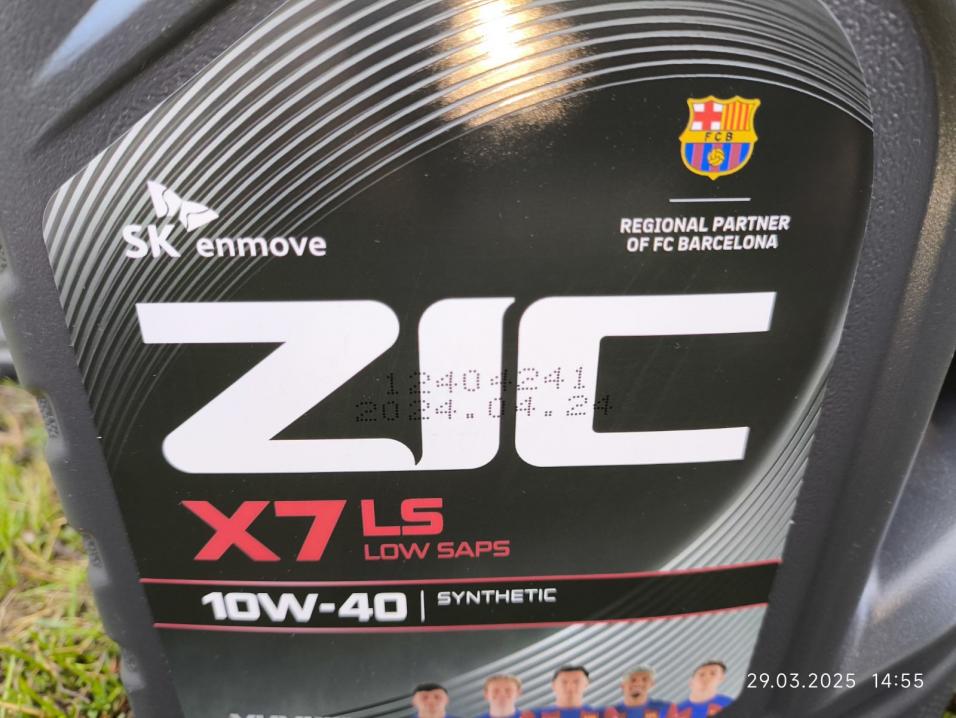 FCB
SK enmove
REGIONAL PARTNER
OF FC BARCELONA
ZIC
12404241
2024.04.24
X7 LS
LOW SAPS
10W-40 | SYNTHETIC
29.03.2025 14:55